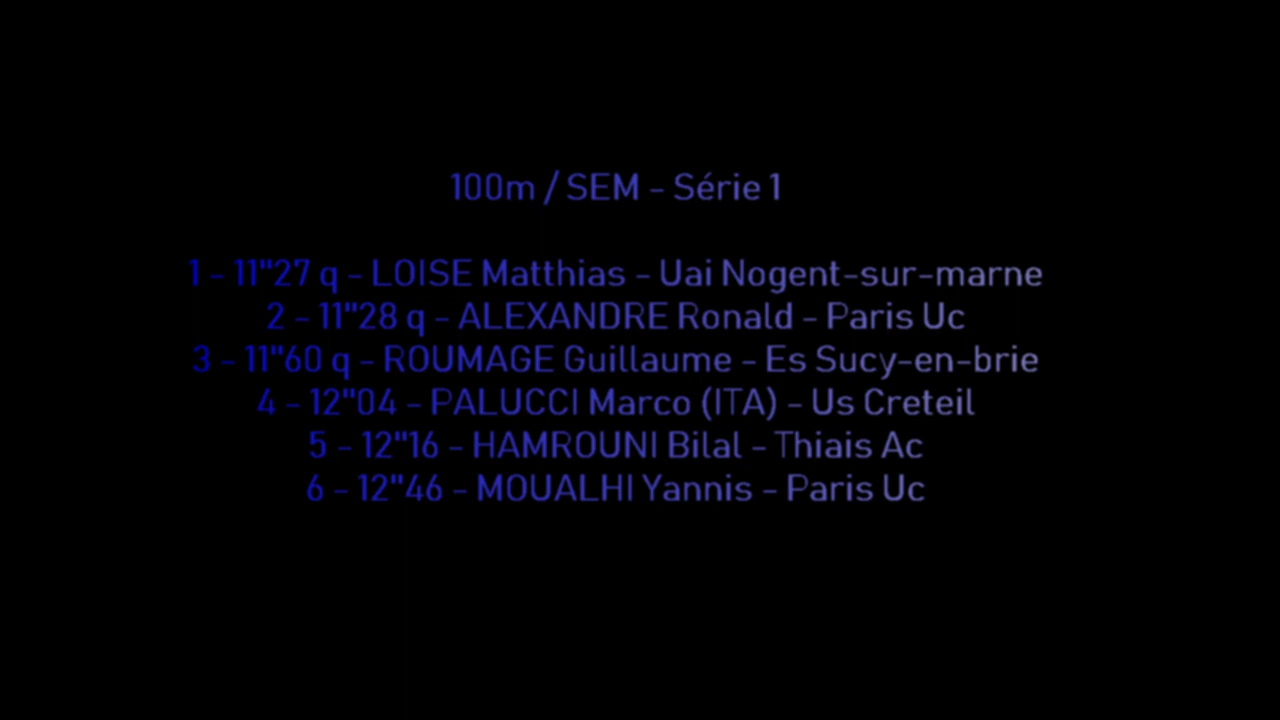 100m / SEM - Série 1
1 - 11"27 q - LOISE Matthias - Uai Nogent-sur-marne
2 - 11"28 q - ALEXANDRE Ronald - Paris Uc
3 - 11"60 q - ROUMAGE Guillaume - Es Sucy-en-brie
4 - 12"04 - PALUCCI Marco (ITA) - Us Creteil
5 - 12"16 - HAMROUNI Bilal - Thiais Ac
6 - 12"46 - MOUALHI Yannis - Paris Uc